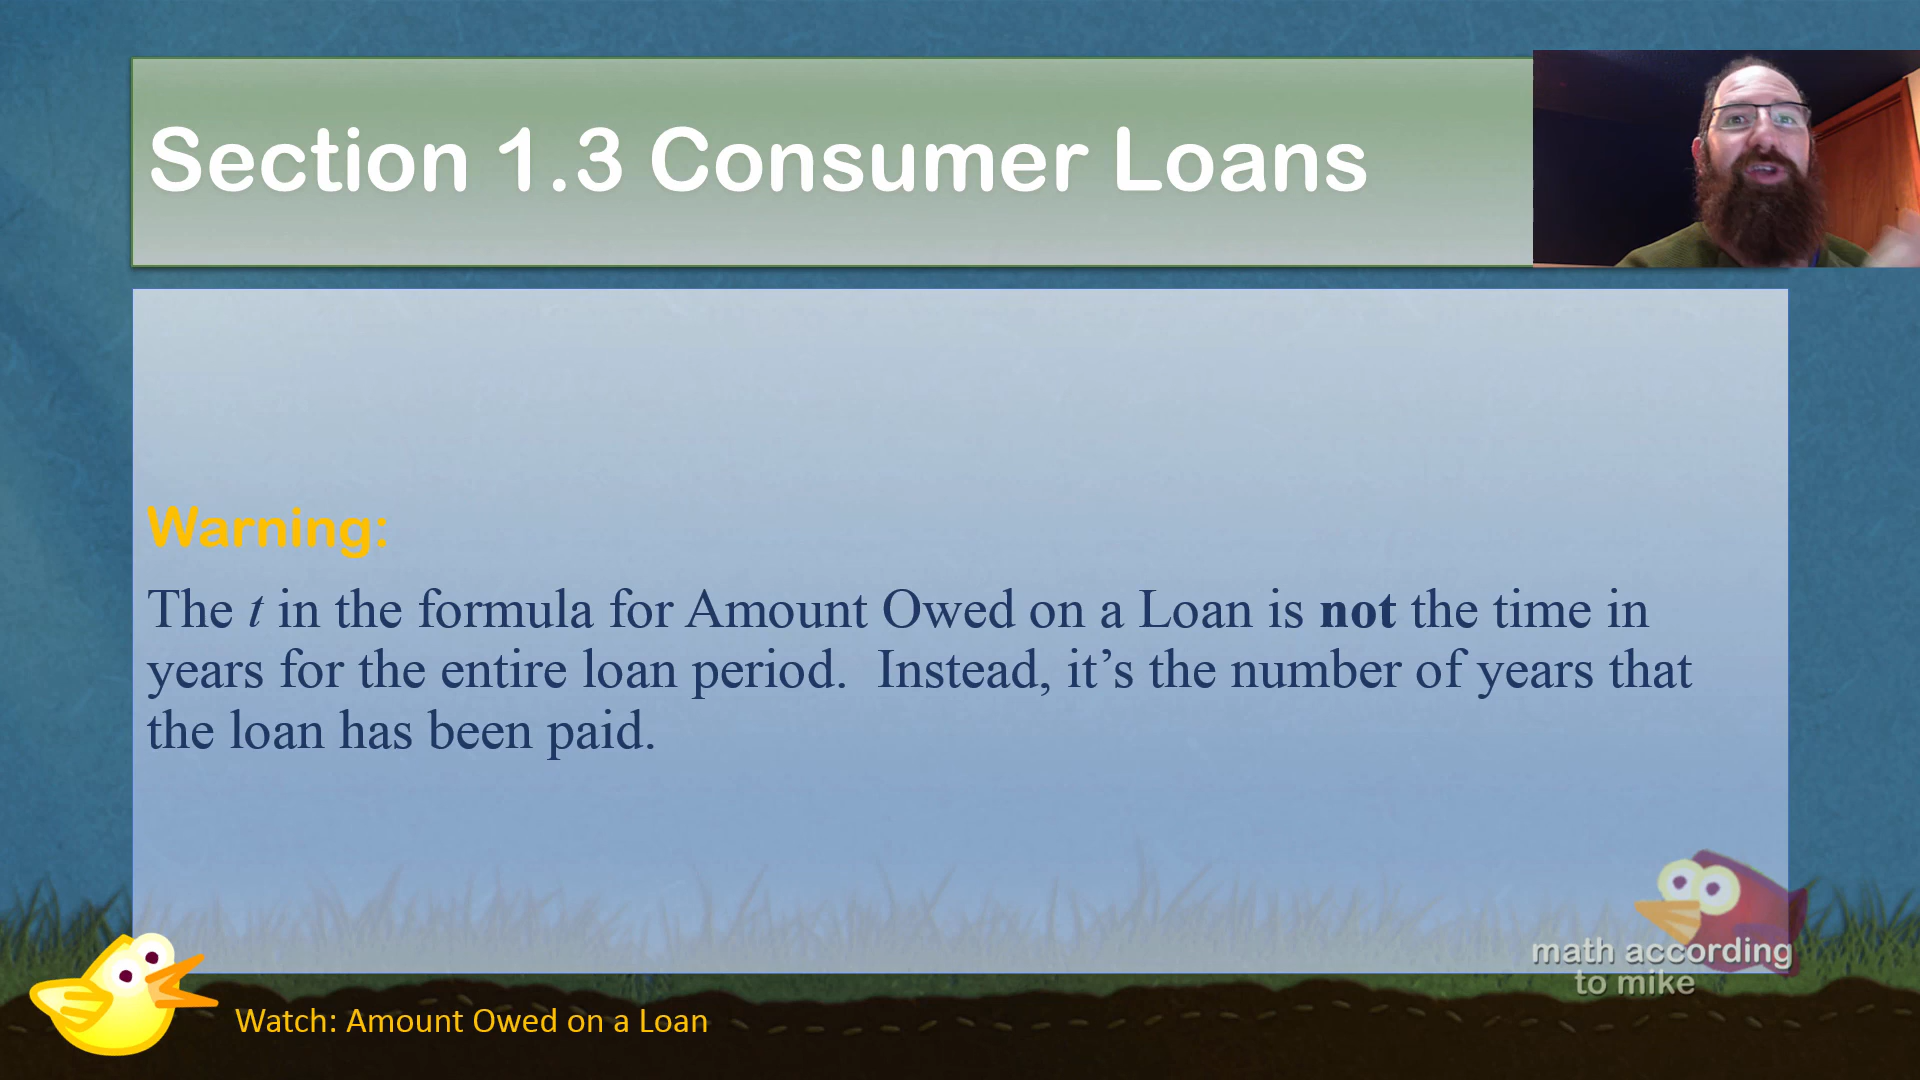 Section 1.3 Consumer Loans
Warning:
The t in the formula for Amount Owed on a Loan is not the time in
years for the entire loan period.  Instead, it’s the number of years that
the loan has been paid.
math according
to mike
Watch: Amount Owed on a Loan